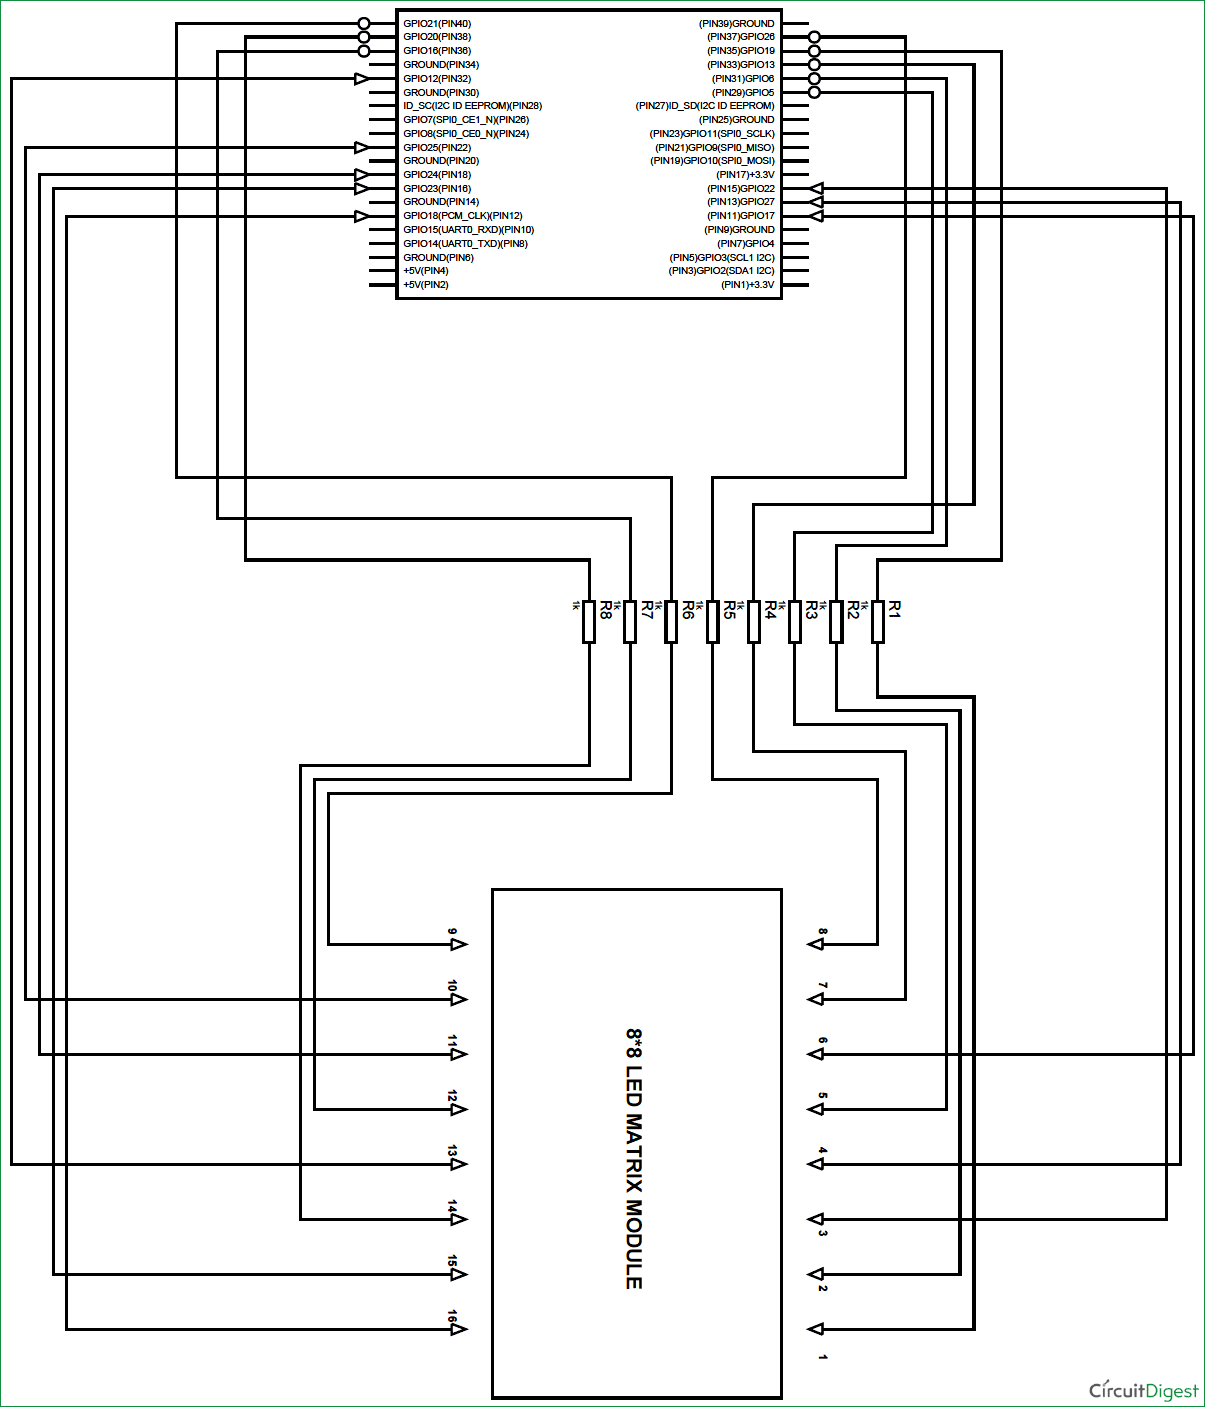 GPIO21(PIN40)
GPIO20(PIN38)
GPIO16(PIN36)
GROUND(PIN34)
GPIO12(PIN32)
GROUND(PIN30)
ID_SC(I2C ID EEPROM)(PIN28)
GPIO7(SPI0_CE1_N)(PIN26)
GPIO8(SPI0_CE0_N)(PIN24)
GPIO25(PIN22)
GROUND(PIN20)
GPIO24(PIN18)
GPIO23(PIN16)
GROUND(PIN14)
GPIO18(PCM_CLK)(PIN12)
GPIO15(UART0_RXD)(PIN10)
GPIO14(UART0_TXD)(PIN8)
GROUND(PIN6)
+5V(PIN4)
+5V(PIN2)
(PIN39)GROUND
(PIN37)GPIO26
(PIN35)GPIO19
(PIN33)GPIO13
(PIN31)GPIO6
(PIN29)GPIO5
(PIN27)ID_SD(I2C ID EEPROM)
(PIN25)GROUND
(PIN23)GPIO11(SPI0_SCLK)
(PIN21)GPIO9(SPI0_MISO)
(PIN19)GPIO10(SPI0_MOSI)
(PIN17)+3.3V
(PIN15)GPIO22
(PIN13)GPIO27
(PIN11)GPIO17
(PIN9)GROUND
(PIN7)GPIO4
(PIN5)GPIO3(SCL1 I2C)
(PIN3)GPIO2(SDA1 I2C)
(PIN1)+3.3V
1k
R8
1k
R7
1k
R6
1k
R5
1k
R4
1k
R3
1k
R2
1k
R1
9
10
11
12
13
14
15
16
8*8 LED MATRIX MODULE
8
7
6
5
4
3
2
1
CircuitDigest